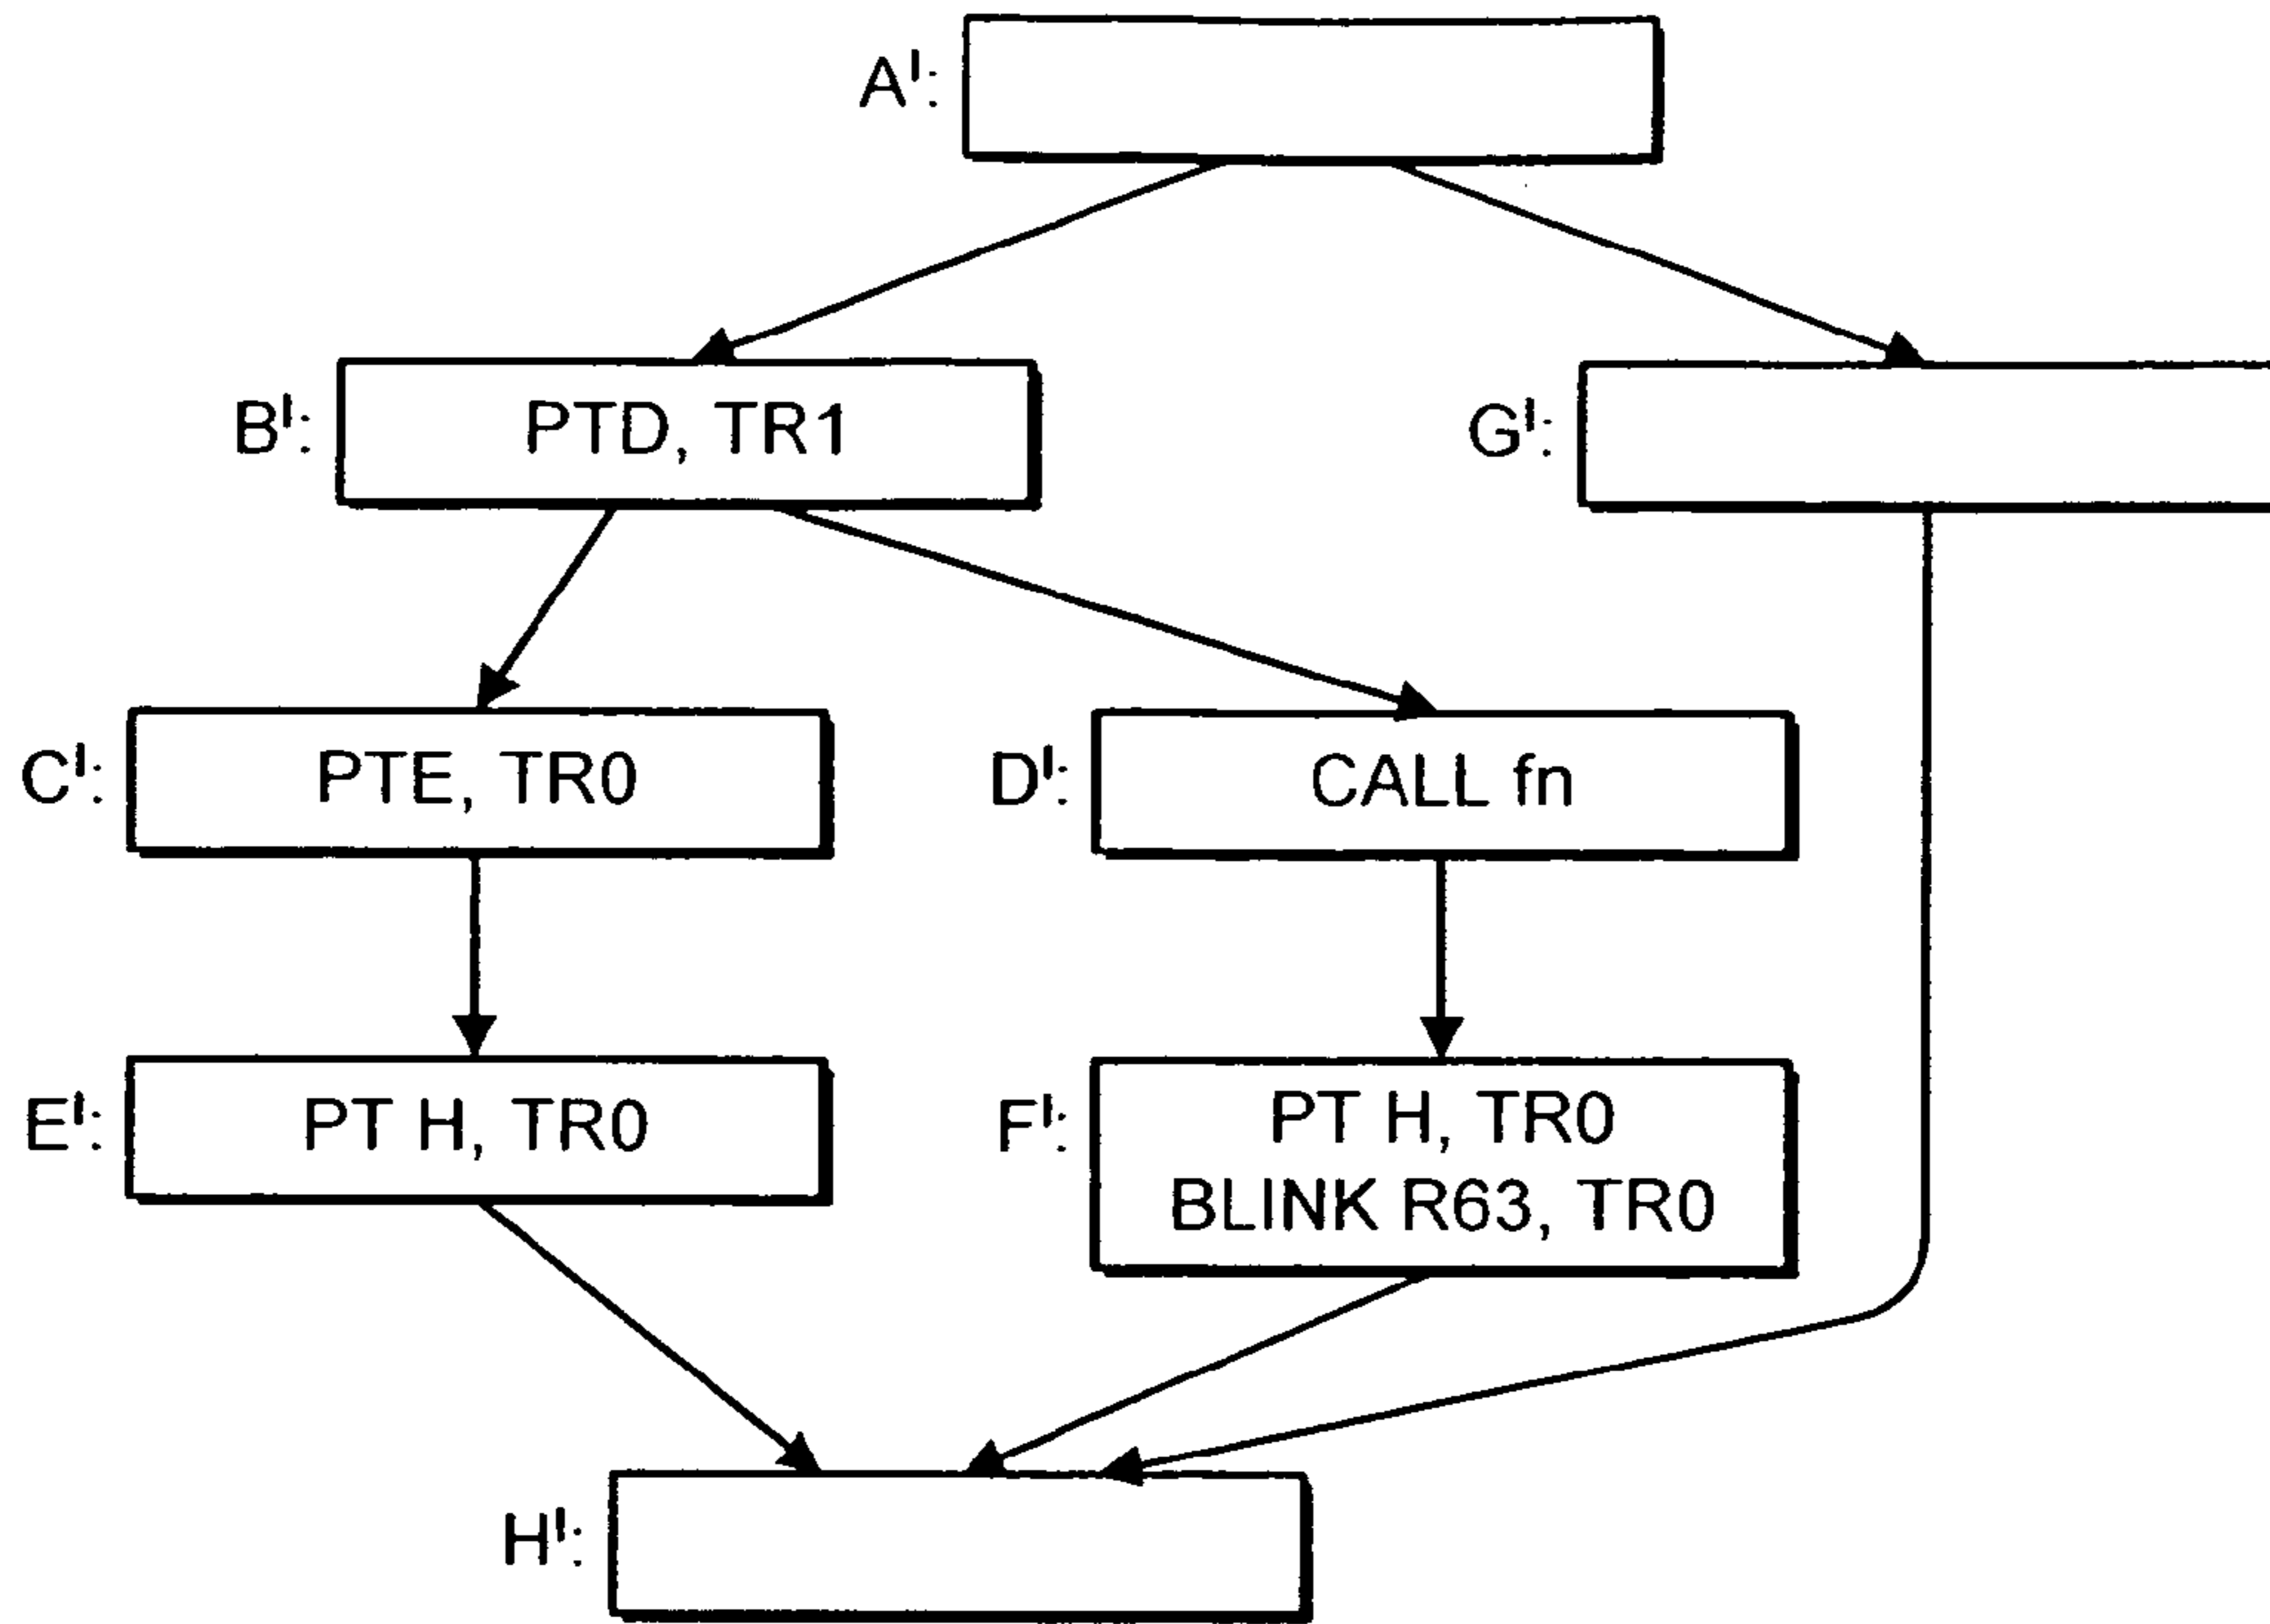 A':
B': PTD, TR1
G':
C': PTE, TR0
D': CALL fn
E': PT H, TR0
F': PT H, TR0
BLINK R63, TR0
H':